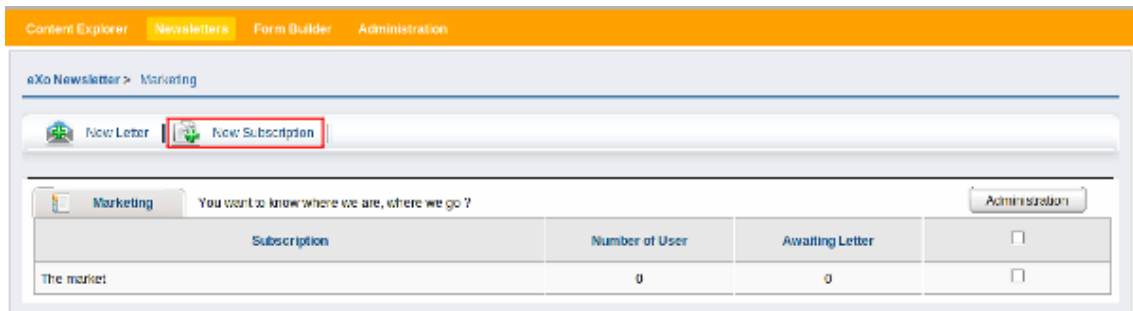 Content Explorer Newsletters Form Builder Administration
eXo Newsletter > Marketing
New Letter New Subscription
Marketing You want to know where we are, where we go ? Administration
Subscription Number of User Awaiting Letter
The market 0 0